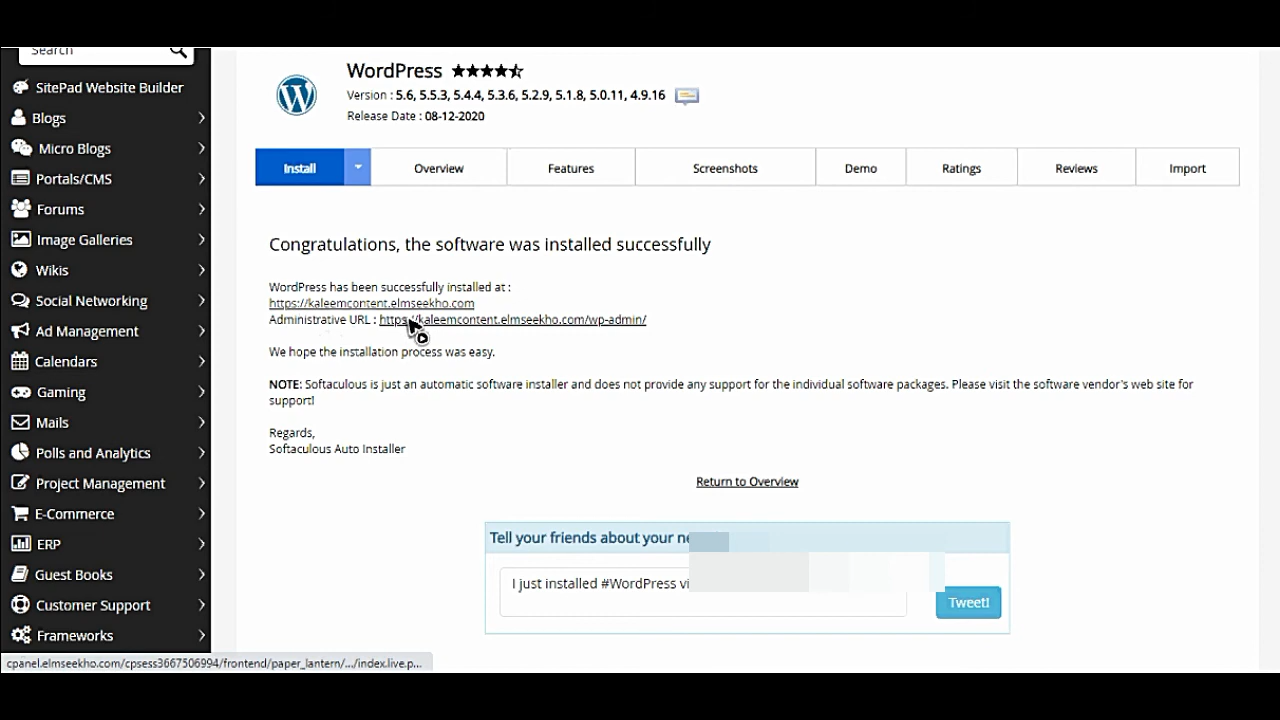 Search
SitePad Website Builder
Blogs
Micro Blogs
Portals/CMS
Forums
Image Galleries
Wikis
Social Networking
Ad Management
Calendars
Gaming
Mails
Polls and Analytics
Project Management
E-Commerce
ERP
Guest Books
Customer Support
Frameworks
WordPress
Version : 5.6, 5.5.3, 5.4.4, 5.3.6, 5.2.9, 5.1.8, 5.0.11, 4.9.16
Release Date : 08-12-2020
Install Overview Features Screenshots Demo Ratings Reviews Import
Congratulations, the software was installed successfully
WordPress has been successfully installed at :
https://kaleemcontent.elmseekho.com
Administrative URL : https://kaleemcontent.elmseekho.com/wp-admin/
We hope the installation process was easy.
NOTE: Softaculous is just an automatic software installer and does not provide any support for the individual software packages. Please visit the software vendor's web site for
support!
Regards,
Softaculous Auto Installer
Return to Overview
Tell your friends about your
I just installed #WordPress
Tweet!
cpanel.elmseekho.com/cpsess3667506994/frontend/paper_lantern/.../index.live.p...